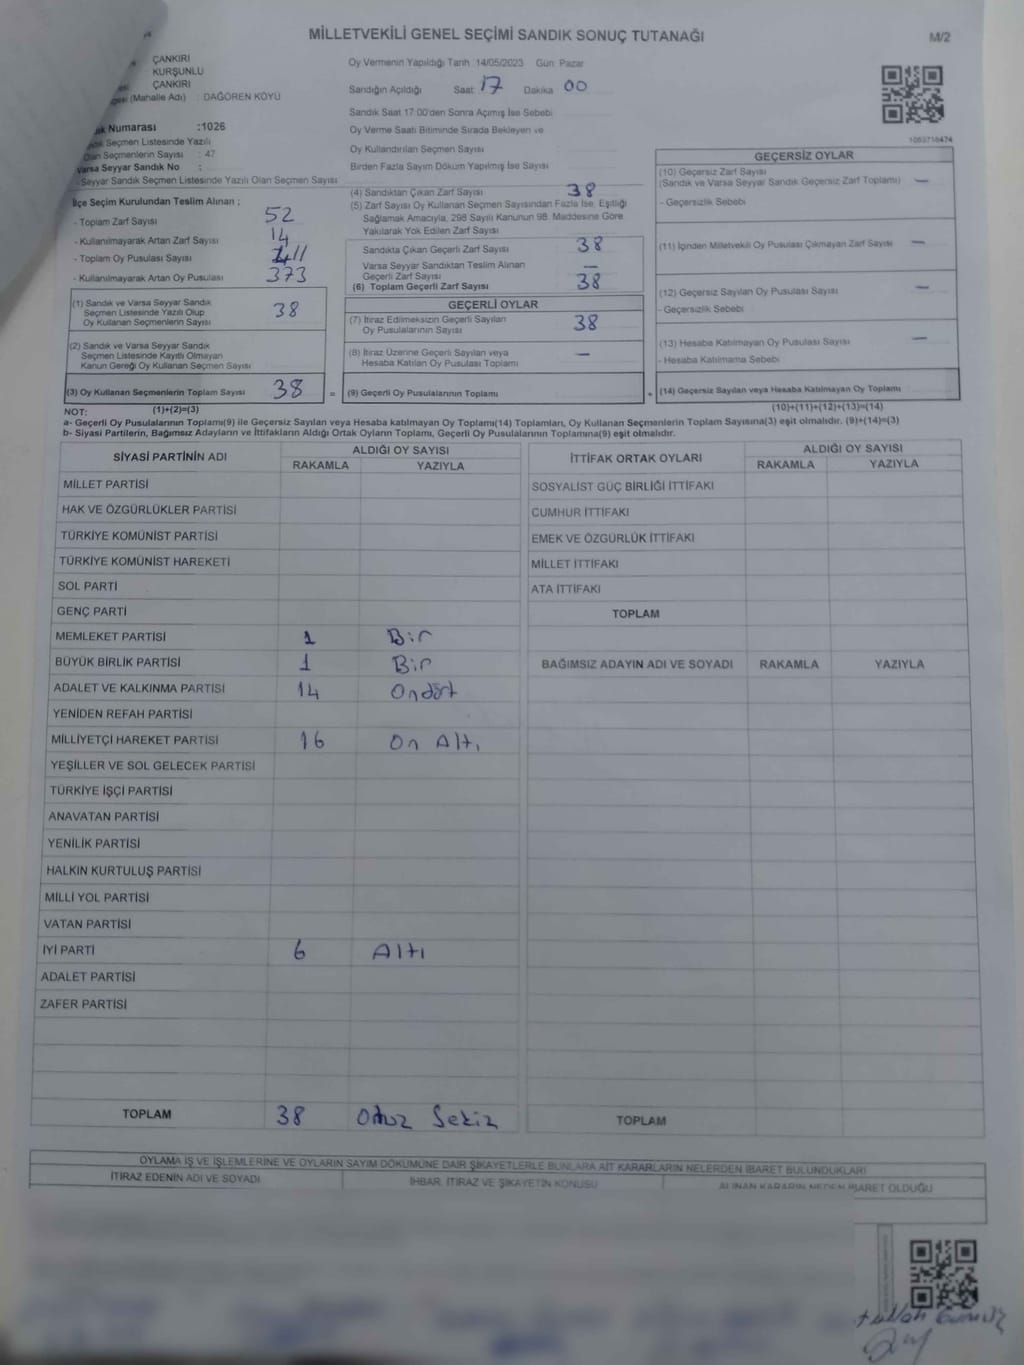 MİLLETVEKİLİ GENEL SEÇİMİ SANDIK SONUÇ TUTANAĞI
M/2
ÇANKIRI
KURŞUNLU
ÇANKIRI
(Mahalle Adı) : DAĞÖREN KÖYÜ
Numarası :1026
Seçmen Listesinde Yazılı
Olan Seçmenlerin Sayısı : 47
Varsa Seyyar Sandık No :
Seyyar Sandık Seçmen Listesinde Yazılı Olan Seçmen Sayısı
Oy Vermenin Yapıldığı Tarih :14/05/2023 Gün: Pazar
Sandığın Açıldığı Saat 17 Dakika 00
Sandık Saat 17:00'den Sonra Açılmış İse Sebebi
Oy Verme Saati Bitiminde Sırada Bekleyen ve
Oy Kullandırılan Seçmen Sayısı
Birden Fazla Sayım Döküm Yapılmış İse Sayısı
1063716474
İlçe Seçim Kurulundan Teslim Alınan ;
- Toplam Zarf Sayısı 52
- Kullanılmayarak Artan Zarf Sayısı 14
- Toplam Oy Pusulası Sayısı
- Kullanılmayarak Artan Oy Pusulası 373
(1) Sandık ve Varsa Seyyar Sandık
Seçmen Listesinde Yazılı Olup
Oy Kullanan Seçmenlerin Sayısı 38
(2) Sandık ve Varsa Seyyar Sandık
Seçmen Listesinde Kayıtlı Olmayan
Kanun Gereği Oy Kullanan Seçmen Sayısı
(3) Oy Kullanan Seçmenlerin Toplam Sayısı 38 =
(4) Sandıktan Çıkan Zarf Sayısı 38
(5) Zarf Sayısı Oy Kullanan Seçmen Sayısından Fazla İse, Eşitliği
Sağlamak Amacıyla, 298 Sayılı Kanunun 98. Maddesine Göre
Yakılarak Yok Edilen Zarf Sayısı
Sandıkta Çıkan Geçerli Zarf Sayısı 38
Varsa Seyyar Sandıktan Teslim Alınan
Geçerli Zarf Sayısı —
(6) Toplam Geçerli Zarf Sayısı 38
GEÇERLİ OYLAR
(7) İtiraz Edilmeksizin Geçerli Sayılan
Oy Pusulalarının Sayısı 38
(8) İtiraz Üzerine Geçerli Sayılan veya
Hesaba Katılan Oy Pusulası Toplamı —
(9) Geçerli Oy Pusulalarının Toplamı +
GEÇERSİZ OYLAR
(10) Geçersiz Zarf Sayısı
(Sandık ve Varsa Seyyar Sandık Geçersiz Zarf Toplamı) —
- Geçersizlik Sebebi
(11) İçinden Milletvekili Oy Pusulası Çıkmayan Zarf Sayısı —
(12) Geçersiz Sayılan Oy Pusulası Sayısı —
- Geçersizlik Sebebi
(13) Hesaba Katılmayan Oy Pusulası Sayısı —
- Hesaba Katılmama Sebebi
(14) Geçersiz Sayılan veya Hesaba Katılmayan Oy Toplamı
NOT: (1)+(2)=(3)
(10)+(11)+(12)+(13)=(14)
a- Geçerli Oy Pusulalarının Toplamı(9) ile Geçersiz Sayılan veya Hesaba katılmayan Oy Toplamı(14) Toplamları, Oy Kullanan Seçmenlerin Toplam Sayısına(3) eşit olmalıdır. (9)+(14)=(3)
b- Siyasi Partilerin, Bağımsız Adayların ve İttifakların Aldığı Ortak Oyların Toplamı, Geçerli Oy Pusulalarının Toplamına(9) eşit olmalıdır.
SİYASİ PARTİNİN ADI
ALDIĞI OY SAYISI
RAKAMLA YAZIYLA
MİLLET PARTİSİ
HAK VE ÖZGÜRLÜKLER PARTİSİ
TÜRKİYE KOMÜNİST PARTİSİ
TÜRKİYE KOMÜNİST HAREKETİ
SOL PARTİ
GENÇ PARTİ
MEMLEKET PARTİSİ 1 Bir
BÜYÜK BİRLİK PARTİSİ 1 Bir
ADALET VE KALKINMA PARTİSİ 14 Ondört
YENİDEN REFAH PARTİSİ
MİLLİYETÇİ HAREKET PARTİSİ 16 On Altı
YEŞİLLER VE SOL GELECEK PARTİSİ
TÜRKİYE İŞÇİ PARTİSİ
ANAVATAN PARTİSİ
YENİLİK PARTİSİ
HALKIN KURTULUŞ PARTİSİ
MİLLİ YOL PARTİSİ
VATAN PARTİSİ
İYİ PARTİ 6 Altı
ADALET PARTİSİ
ZAFER PARTİSİ
TOPLAM 38 Otuz Sekiz
İTTİFAK ORTAK OYLARI
ALDIĞI OY SAYISI
RAKAMLA YAZIYLA
SOSYALİST GÜÇ BİRLİĞİ İTTİFAKI
CUMHUR İTTİFAKI
EMEK VE ÖZGÜRLÜK İTTİFAKI
MİLLET İTTİFAKI
ATA İTTİFAKI
TOPLAM
BAĞIMSIZ ADAYIN ADI VE SOYADI RAKAMLA YAZIYLA
TOPLAM
OYLAMA İŞ VE İŞLEMLERİNE VE OYLARIN SAYIM DÖKÜMÜNE DAİR ŞİKAYETLERLE BUNLARA AİT KARARLARIN NELERDEN İBARET BULUNDUKLARI
İTİRAZ EDENİN ADI VE SOYADI
İHBAR, İTİRAZ VE ŞİKAYETİN KONUSU
ALINAN KARARIN NEDEN İBARET OLDUĞU